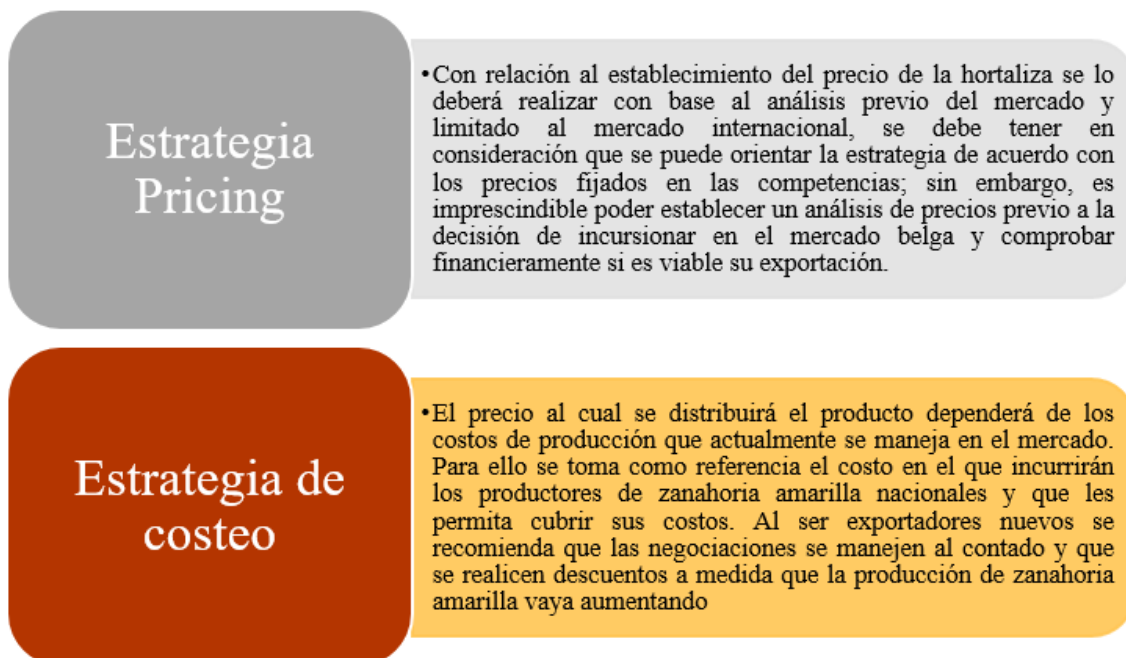 Estrategia
Pricing
•Con relación al establecimiento del precio de la hortaliza se lo
deberá realizar con base al análisis previo del mercado y
limitado al mercado internacional, se debe tener en
consideración que se puede orientar la estrategia de acuerdo con
los precios fijados en las competencias; sin embargo, es
imprescindible poder establecer un análisis de precios previo a la
decisión de incursionar en el mercado belga y comprobar
financieramente si es viable su exportación.
Estrategia de
costeo
•El precio al cual se distribuirá el producto dependerá de los
costos de producción que actualmente se maneja en el mercado.
Para ello se toma como referencia el costo en el que incurrirán
los productores de zanahoria amarilla nacionales y que les
permita cubrir sus costos. Al ser exportadores nuevos se
recomienda que las negociaciones se manejen al contado y que
se realicen descuentos a medida que la producción de zanahoria
amarilla vaya aumentando